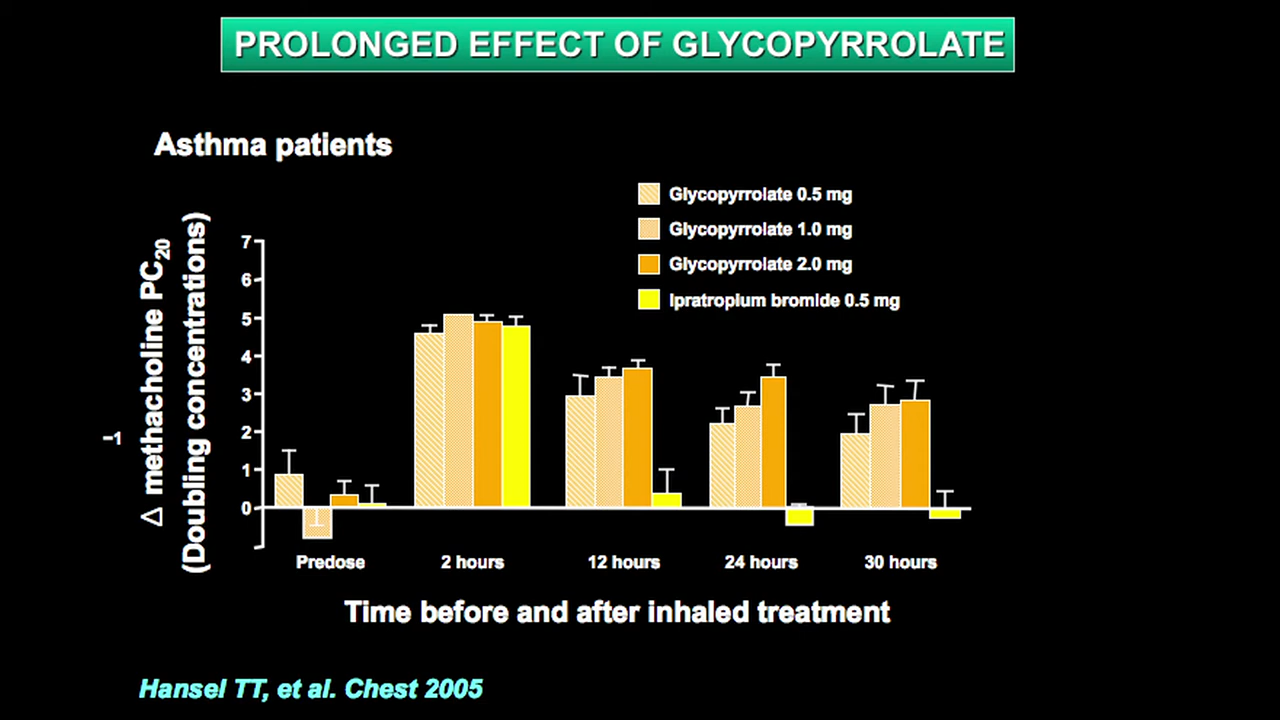 PROLONGED EFFECT OF GLYCOPYRROLATE
Asthma patients
Glycopyrrolate 0.5 mg
Glycopyrrolate 1.0 mg
Glycopyrrolate 2.0 mg
Ipratropium bromide 0.5 mg
Δ methacholine PC20
(Doubling concentrations)
7
6
5
4
3
2
1
0
-1
Predose
2 hours
12 hours
24 hours
30 hours
Time before and after inhaled treatment
Hansel TT, et al. Chest 2005